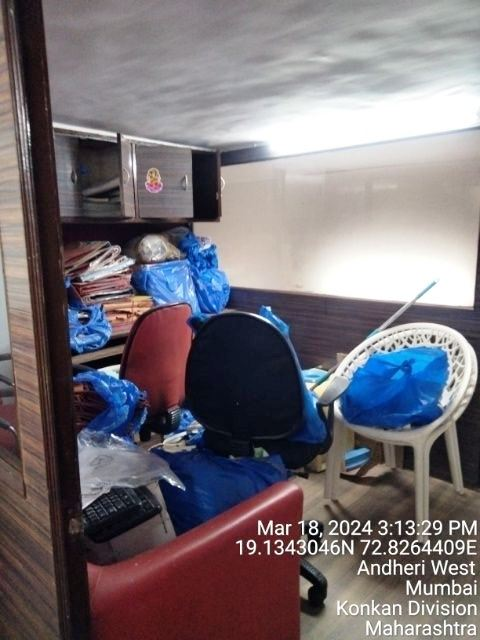 Mar 18, 2024 3:13:29 PM
19.1343046N 72.8264409E
Andheri West
Mumbai
Konkan Division
Maharashtra